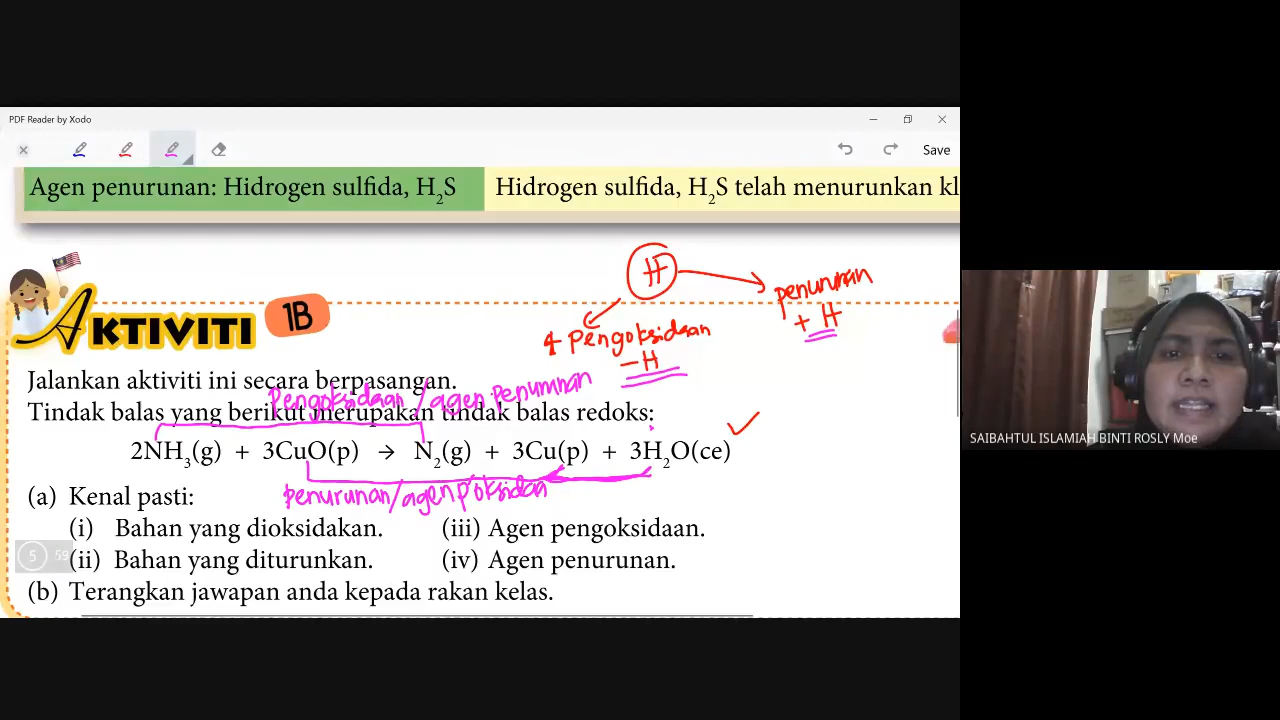 PDF Reader by Xodo
Save
Agen penurunan: Hidrogen sulfida, H₂S
Hidrogen sulfida, H₂S telah menurunkan kl
H
penurunan
+ H
Pengoksidaan
- H
AKTIVITI 1B
Jalankan aktiviti ini secara berpasangan.
Pengoksidaan / agen penurunan
Tindak balas yang berikut merupakan tindak balas redoks:
2NH₃(g) + 3CuO(p) → N₂(g) + 3Cu(p) + 3H₂O(ce)
penurunan/agen p'oksidan
(a) Kenal pasti:
(i) Bahan yang dioksidakan. (iii) Agen pengoksidaan.
(ii) Bahan yang diturunkan. (iv) Agen penurunan.
(b) Terangkan jawapan anda kepada rakan kelas.
5 59
SAIBAHTUL ISLAMIAH BINTI ROSLY Moe